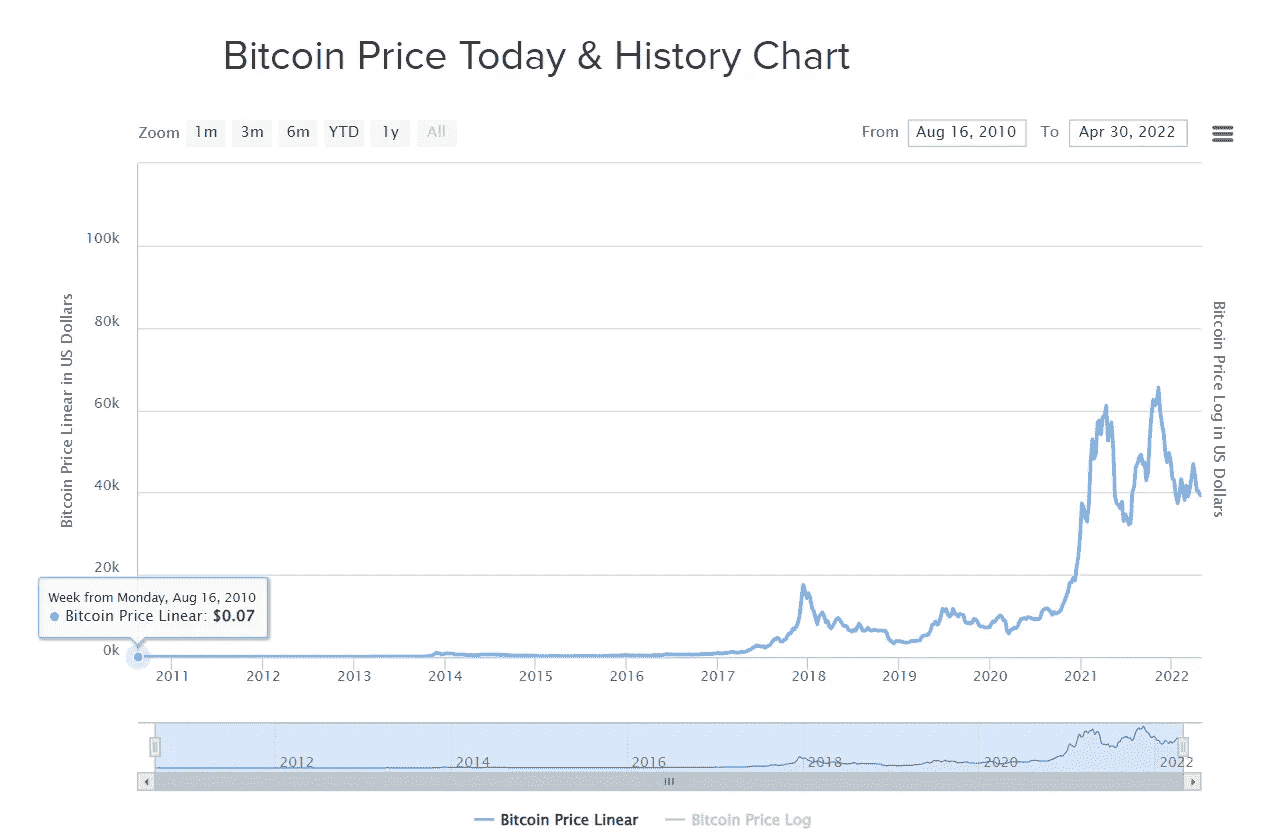 Bitcoin Price Today & History Chart
Zoom 1m 3m 6m YTD 1y All From Aug 16, 2010 To Apr 30, 2022
Bitcoin Price Linear in US Dollars
100k
80k
60k
40k
20k
0k
Bitcoin Price Log in US Dollars
Week from Monday, Aug 16, 2010
Bitcoin Price Linear: $0.07
2011 2012 2013 2014 2015 2016 2017 2018 2019 2020 2021 2022
2012 2014 2016 2018 2020 2022
Bitcoin Price Linear Bitcoin Price Log